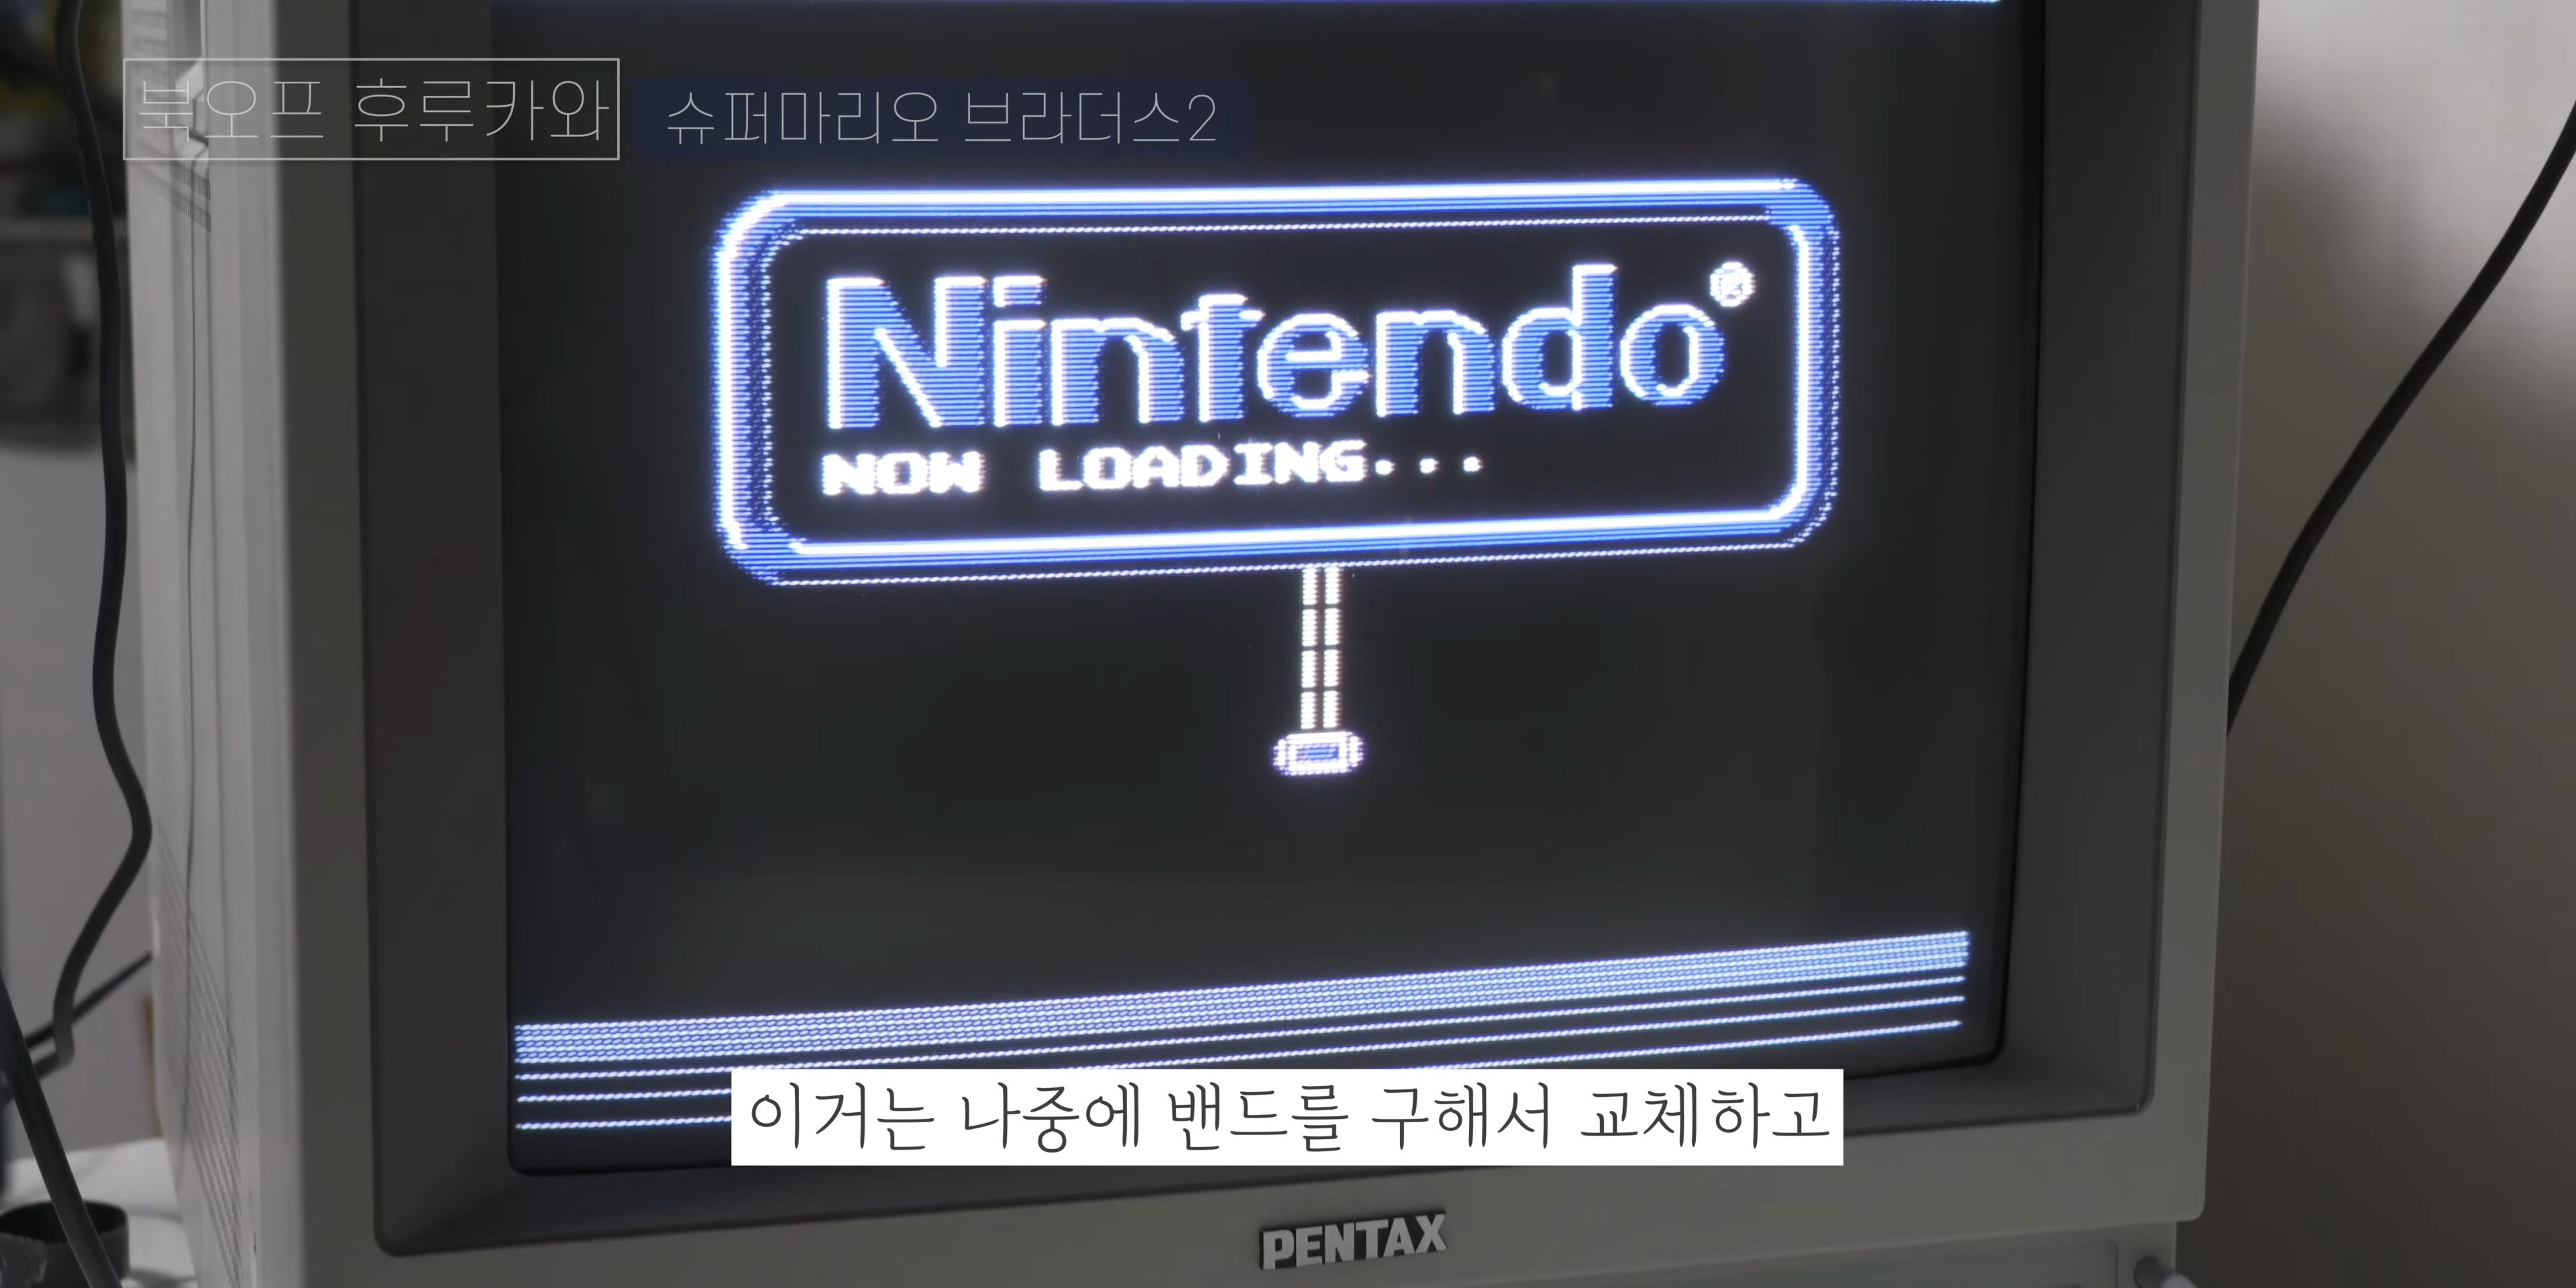 북오프 후루카와
슈퍼마리오 브라더스2
Nintendo®
NOW LOADING...
이거는 나중에 밴드를 구해서 교체하고
PENTAX